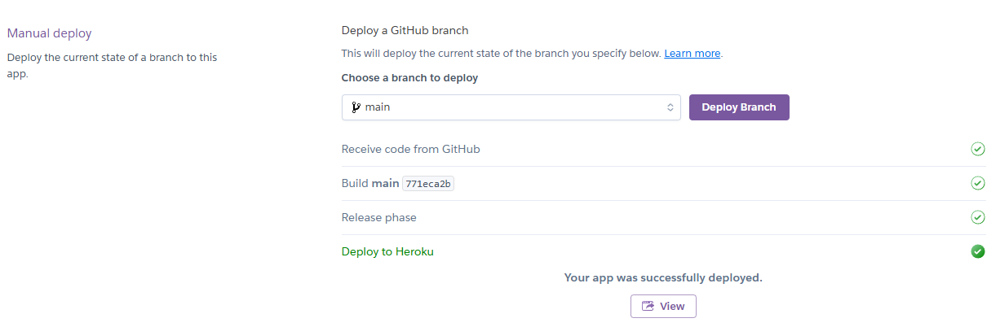 Manual deploy
Deploy the current state of a branch to this
app.
Deploy a GitHub branch
This will deploy the current state of the branch you specify below. Learn more.
Choose a branch to deploy
main
Deploy Branch
Receive code from GitHub
Build main 771eca2b
Release phase
Deploy to Heroku
Your app was successfully deployed.
View